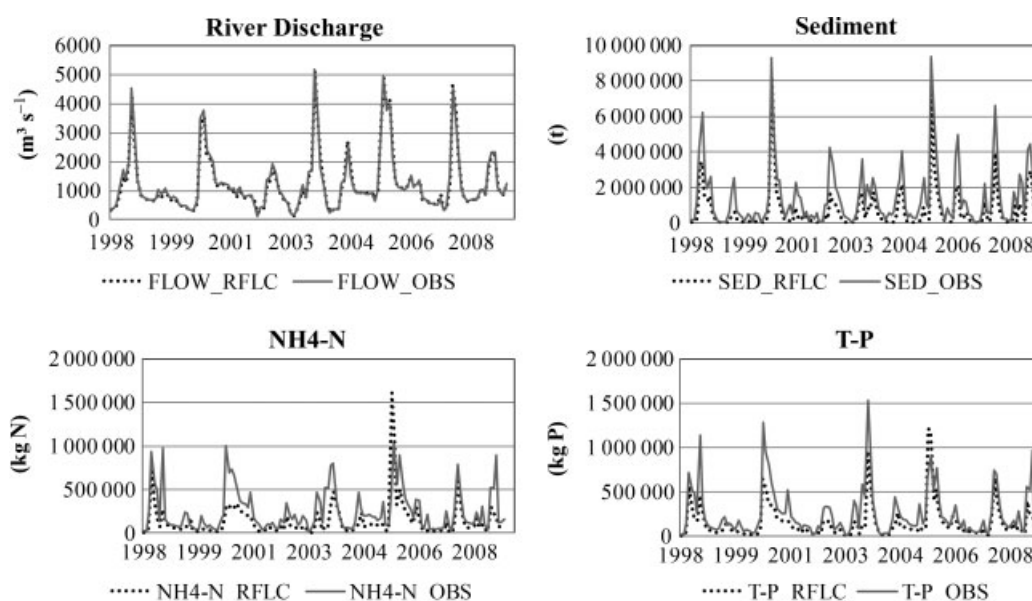 River Discharge
(m³ s⁻¹)
6000
5000
4000
3000
2000
1000
0
1998 1999 2001 2003 2004 2006 2008
FLOW_RFLC FLOW_OBS
Sediment
(t)
10 000 000
8 000 000
6 000 000
4 000 000
2 000 000
0
1998 1999 2001 2003 2004 2006 2008
SED_RFLC SED_OBS
NH4-N
(kg N)
2 000 000
1 500 000
1 000 000
500 000
0
1998 1999 2001 2003 2004 2006 2008
NH4-N_RFLC NH4-N_OBS
T-P
(kg P)
2 000 000
1 500 000
1 000 000
500 000
0
1998 1999 2001 2003 2004 2006 2008
T-P_RFLC T-P_OBS